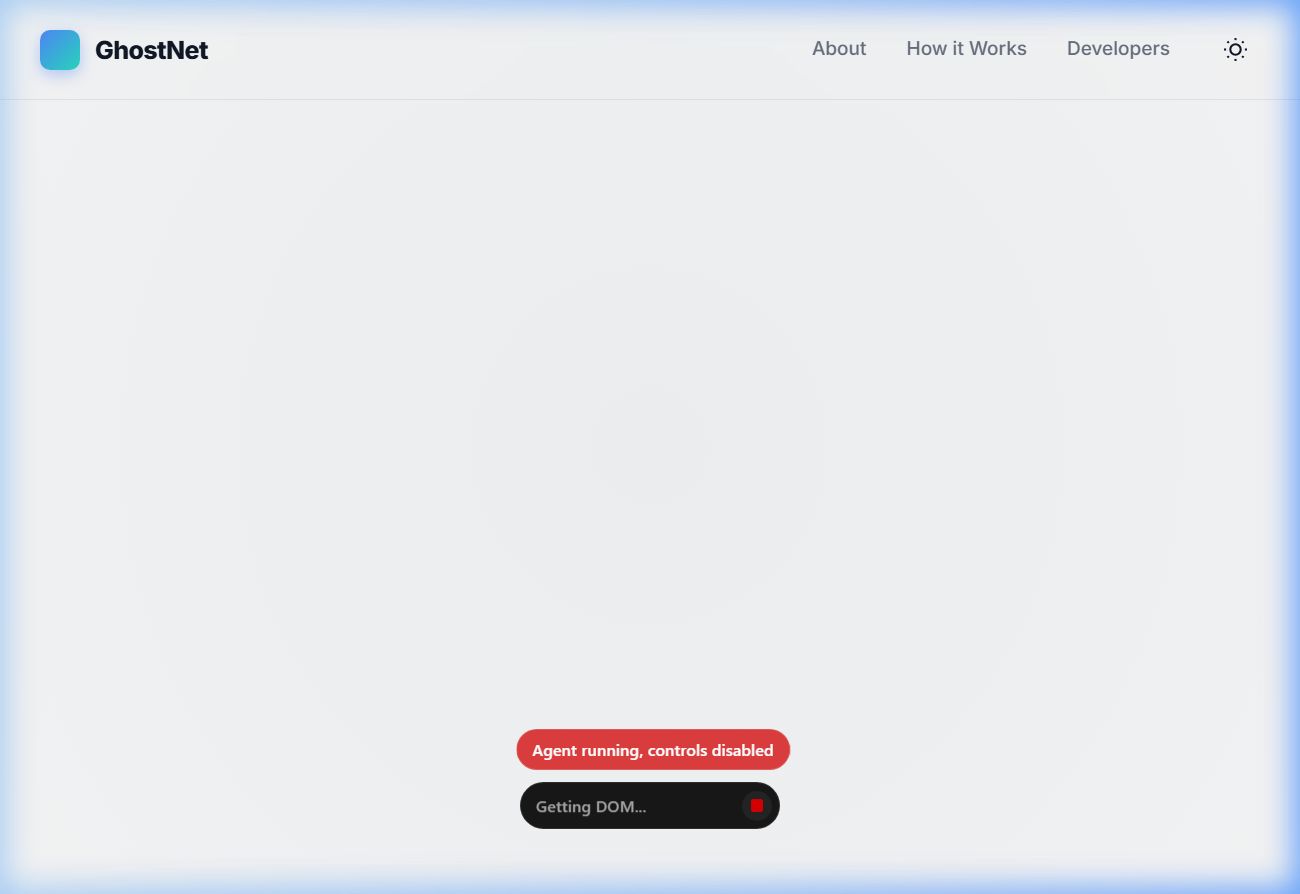 GhostNet
About
How it Works
Developers
Agent running, controls disabled
Getting DOM...